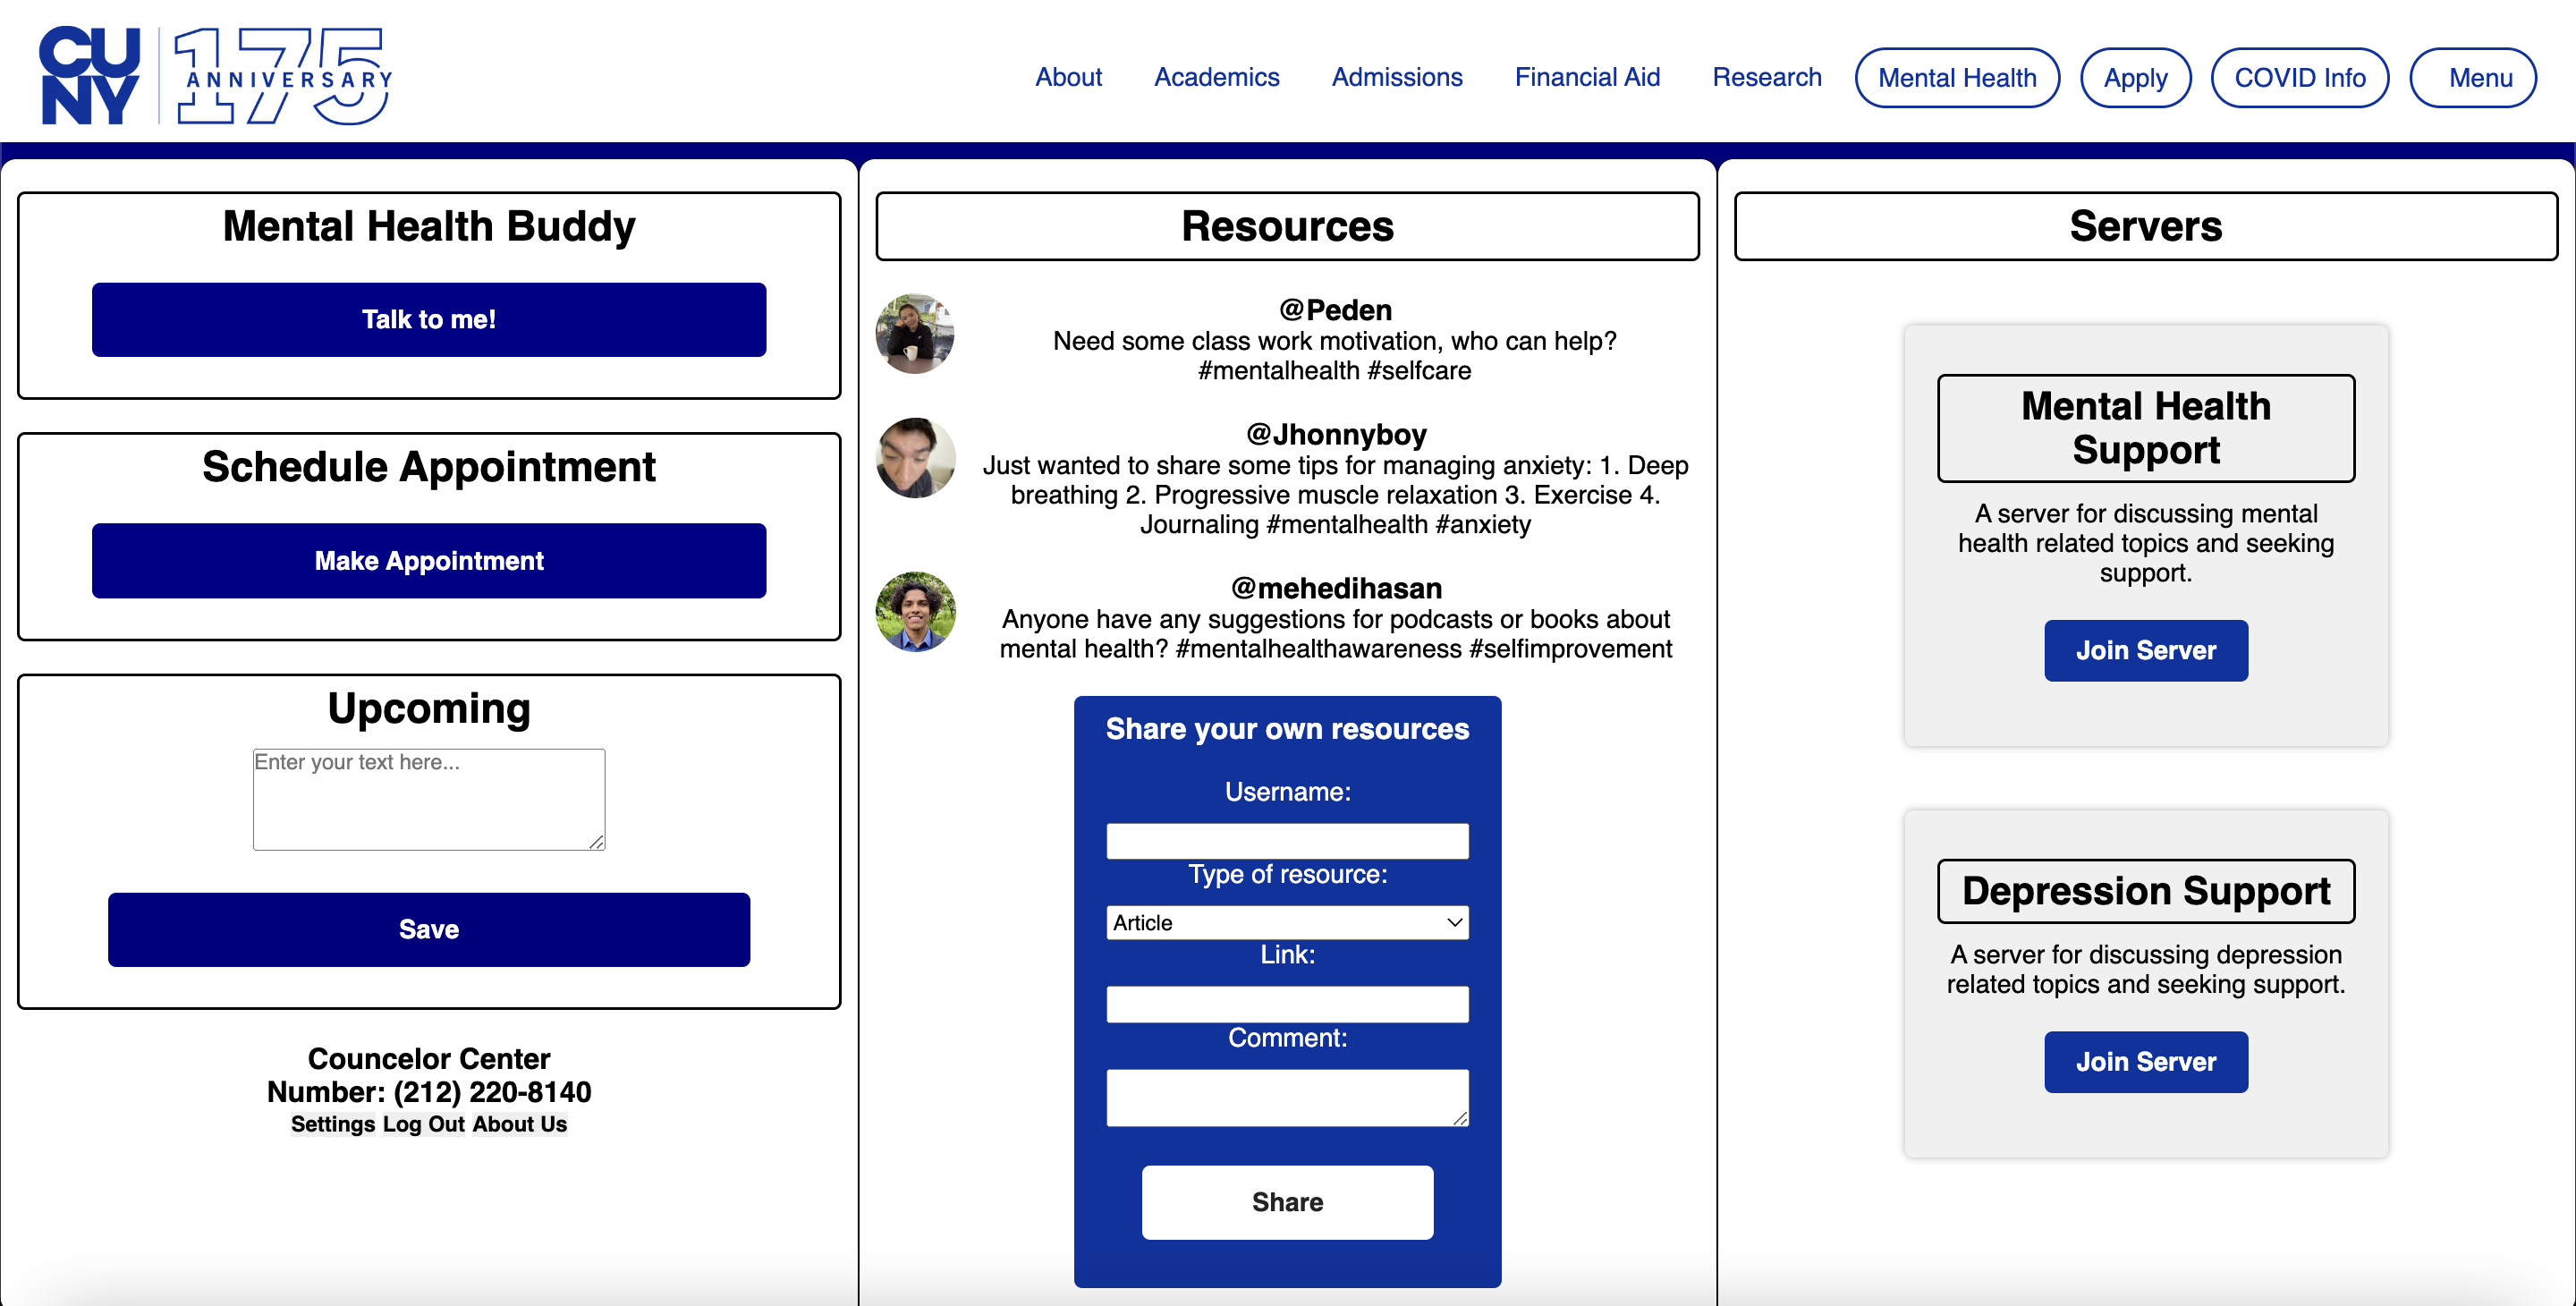 CU
NY
175
ANNIVERSARY
About
Academics
Admissions
Financial Aid
Research
Mental Health
Apply
COVID Info
Menu
Mental Health Buddy
Talk to me!
Schedule Appointment
Make Appointment
Upcoming
Enter your text here...
Save
Councelor Center
Number: (212) 220-8140
Settings Log Out About Us
Resources
@Peden
Need some class work motivation, who can help?
#mentalhealth #selfcare
@Jhonnyboy
Just wanted to share some tips for managing anxiety: 1. Deep
breathing 2. Progressive muscle relaxation 3. Exercise 4.
Journaling #mentalhealth #anxiety
@mehedihasan
Anyone have any suggestions for podcasts or books about
mental health? #mentalhealthawareness #selfimprovement
Share your own resources
Username:
Type of resource:
Article
Link:
Comment:
Share
Servers
Mental Health
Support
A server for discussing mental
health related topics and seeking
support.
Join Server
Depression Support
A server for discussing depression
related topics and seeking support.
Join Server